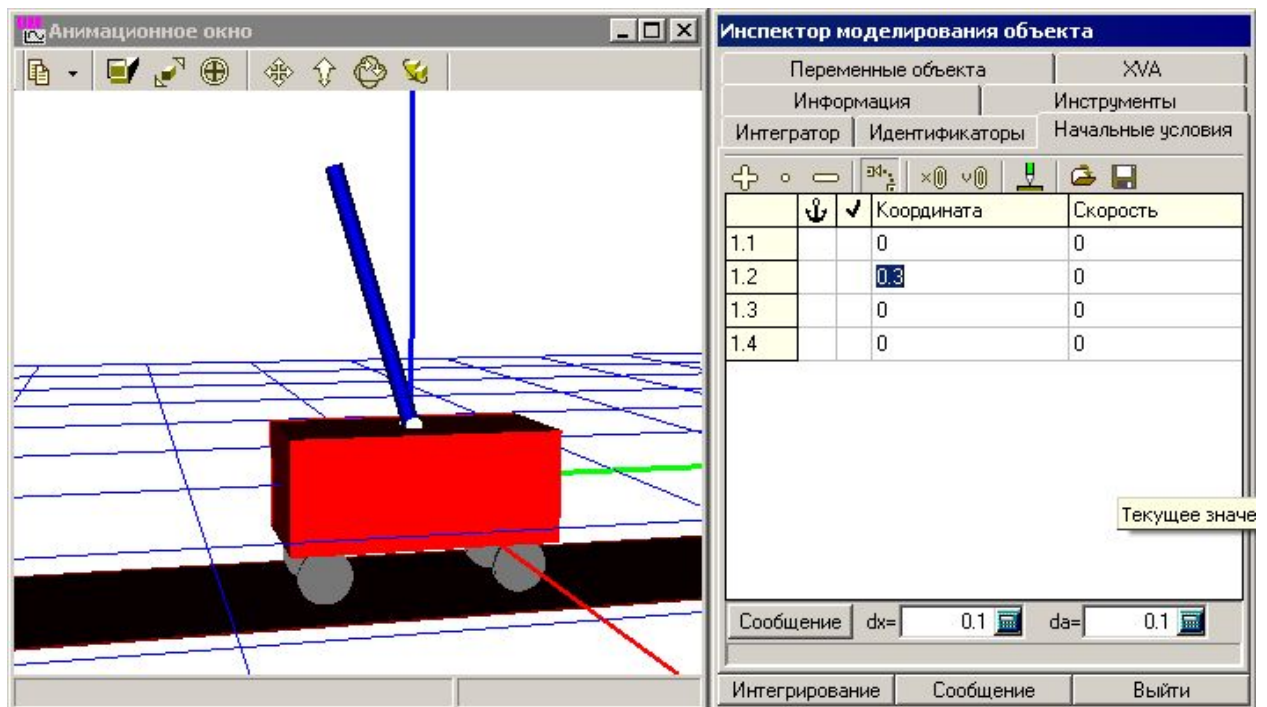 Анимационное окно
Инспектор моделирования объекта
Переменные объекта XVA
Информация Инструменты
Интегратор Идентификаторы Начальные условия
Координата Скорость
1.1 0 0
1.2 0.3 0
1.3 0 0
1.4 0 0
Текущее значе
Сообщение dx= 0.1 da= 0.1
Интегрирование Сообщение Выйти